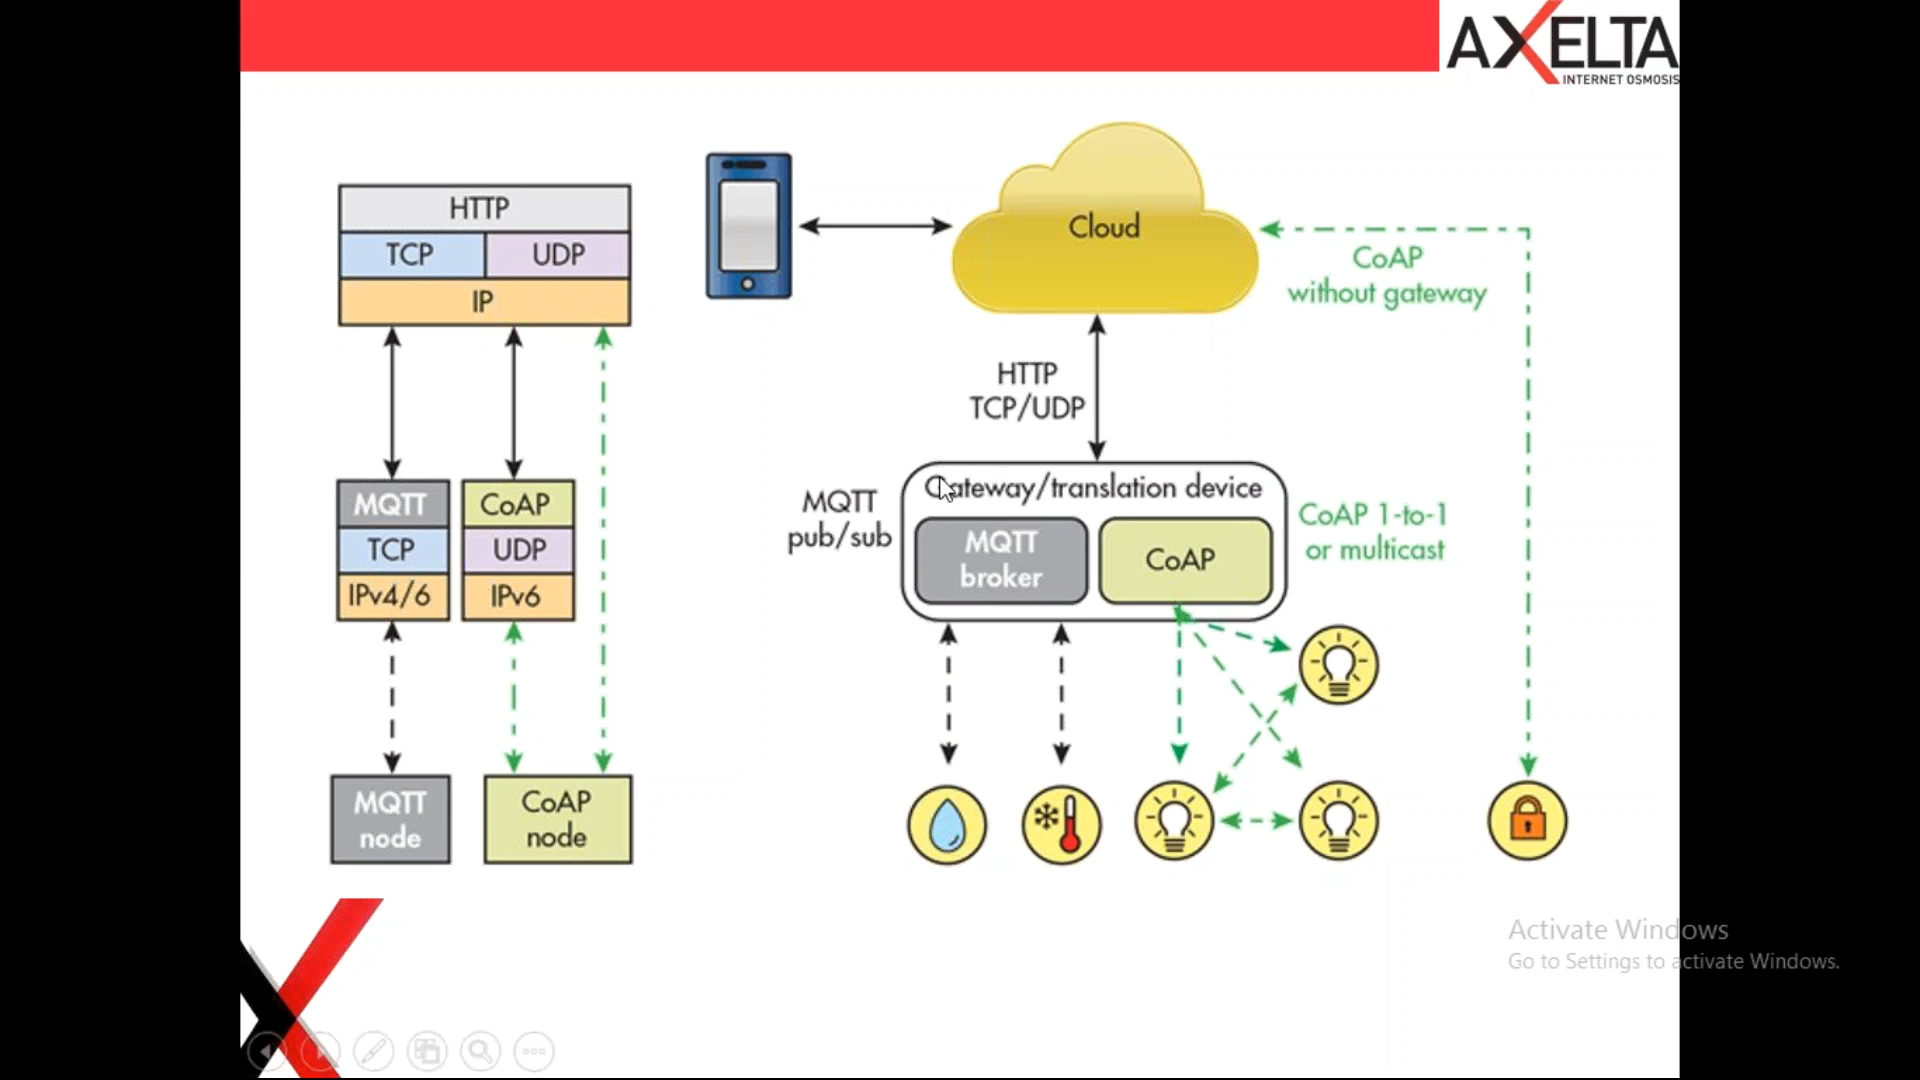 AXELTA
INTERNET OSMOSIS
HTTP
TCP UDP
IP
Cloud
CoAP
without gateway
HTTP
TCP/UDP
MQTT CoAP
TCP UDP
IPv4/6 IPv6
MQTT
pub/sub
Gateway/translation device
MQTT
broker
CoAP
CoAP 1-to-1
or multicast
MQTT
node
CoAP
node
Activate Windows
Go to Settings to activate Windows.